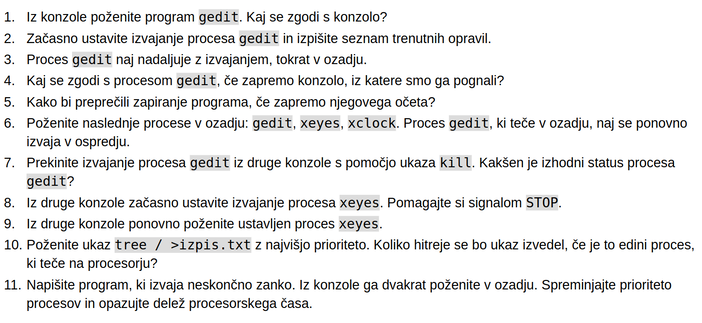 1. Iz konzole poženite program gedit. Kaj se zgodi s konzolo?
2. Začasno ustavite izvajanje procesa gedit in izpišite seznam trenutnih opravil.
3. Proces gedit naj nadaljuje z izvajanjem, tokrat v ozadju.
4. Kaj se zgodi s procesom gedit, če zapremo konzolo, iz katere smo ga pognali?
5. Kako bi preprečili zapiranje programa, če zapremo njegovega očeta?
6. Poženite naslednje procese v ozadju: gedit, xeyes, xclock. Proces gedit, ki teče v ozadju, naj se ponovno
izvaja v ospredju.
7. Prekinite izvajanje procesa gedit iz druge konzole s pomočjo ukaza kill. Kakšen je izhodni status procesa
gedit?
8. Iz druge konzole začasno ustavite izvajanje procesa xeyes. Pomagajte si signalom STOP.
9. Iz druge konzole ponovno poženite ustavljen proces xeyes.
10. Poženite ukaz tree / >izpis.txt z najvišjo prioriteto. Koliko hitreje se bo ukaz izvedel, če je to edini proces,
ki teče na procesorju?
11. Napišite program, ki izvaja neskončno zanko. Iz konzole ga dvakrat poženite v ozadju. Spreminjajte prioriteto
procesov in opazujte delež procesorskega časa.